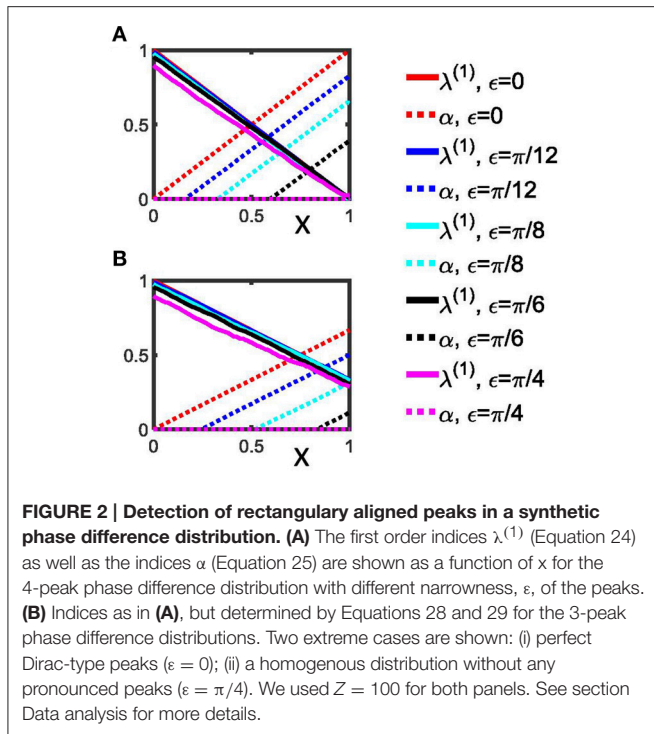 A
1
0.5
0
0
0.5
1
X
B
1
0.5
0
0
0.5
1
X
λ(1), ϵ=0
α, ϵ=0
λ(1), ϵ=π/12
α, ϵ=π/12
λ(1), ϵ=π/8
α, ϵ=π/8
λ(1), ϵ=π/6
α, ϵ=π/6
λ(1), ϵ=π/4
α, ϵ=π/4
FIGURE 2 | Detection of rectangulary aligned peaks in a synthetic
phase difference distribution. (A) The first order indices λ(1) (Equation 24)
as well as the indices α (Equation 25) are shown as a function of x for the
4-peak phase difference distribution with different narrowness, ε, of the peaks.
(B) Indices as in (A), but determined by Equations 28 and 29 for the 3-peak
phase difference distributions. Two extreme cases are shown: (i) perfect
Dirac-type peaks (ε = 0); (ii) a homogenous distribution without any
pronounced peaks (ε = π/4). We used Z = 100 for both panels. See section
Data analysis for more details.